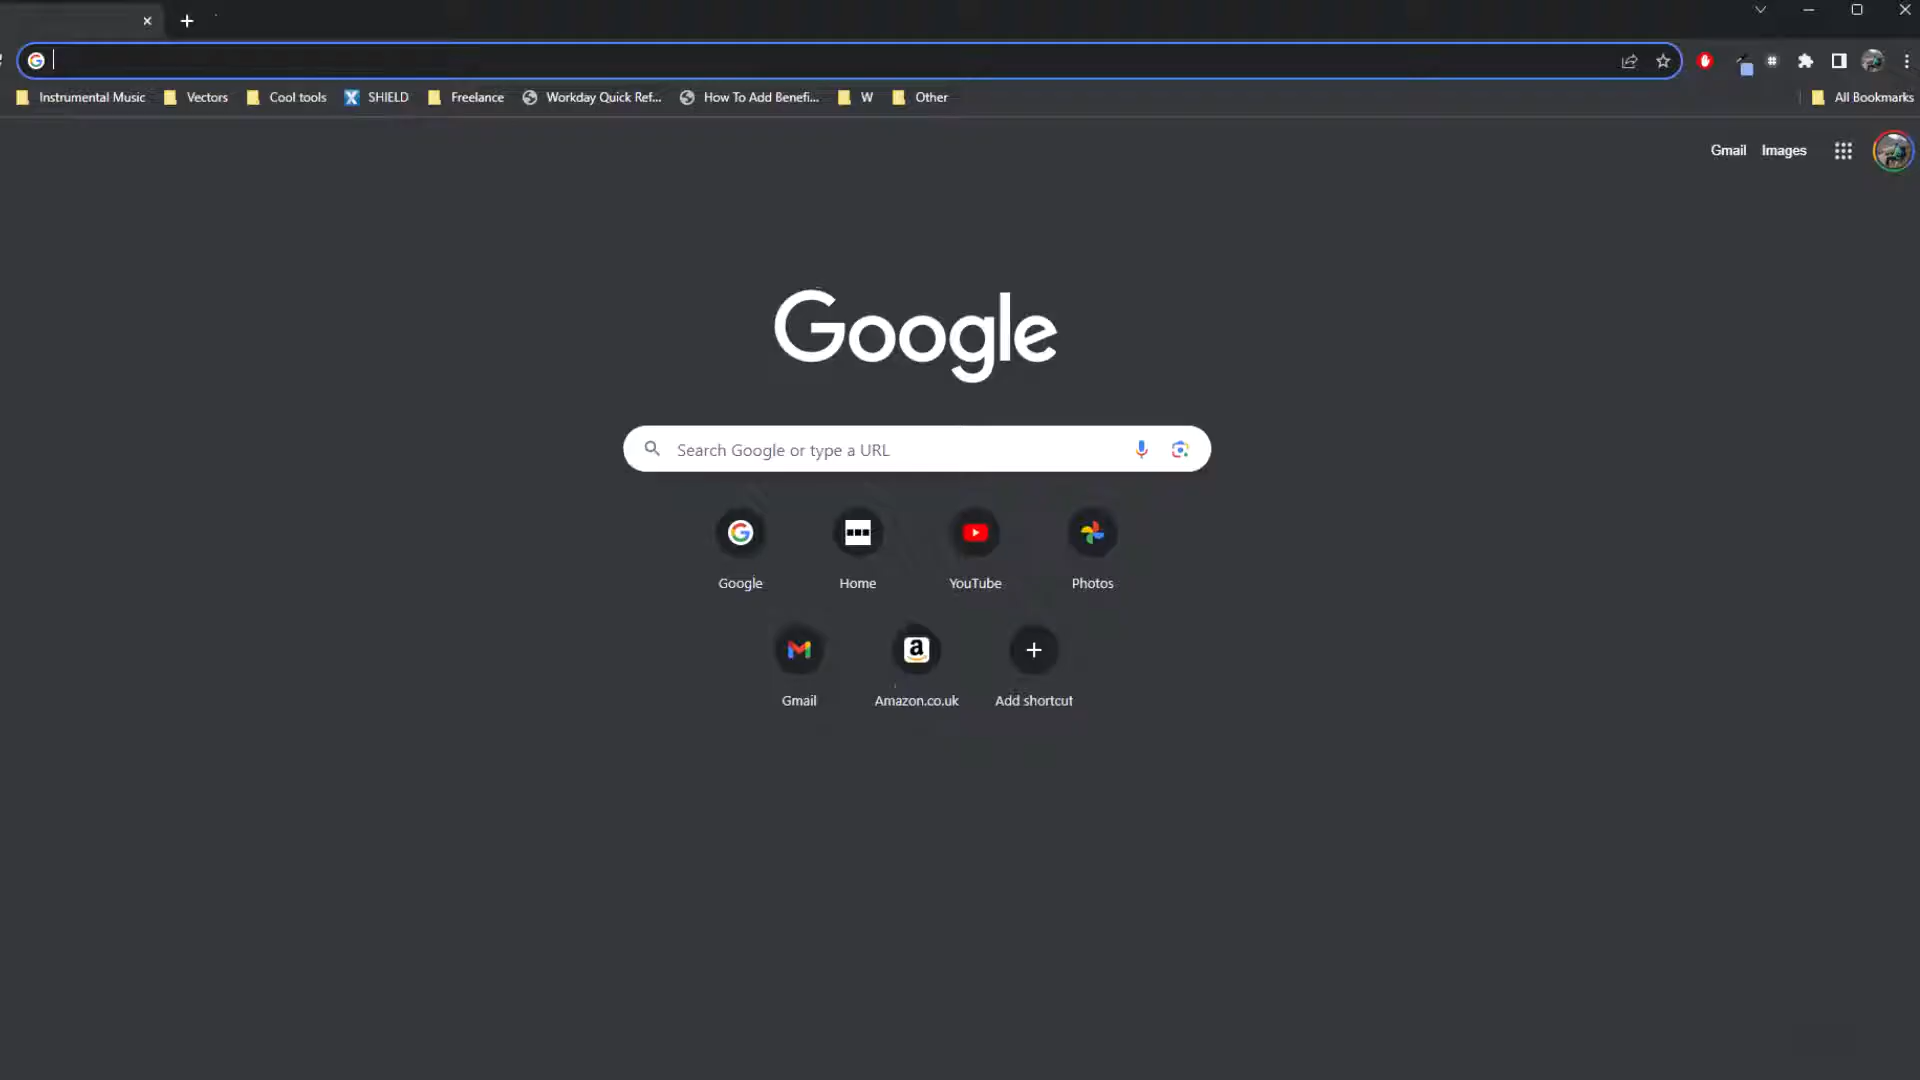 Instrumental Music Vectors Cool tools SHIELD Freelance Workday Quick Ref... How To Add Benefi... W Other All Bookmarks
Gmail Images
Google
Search Google or type a URL
Google Home YouTube Photos
Gmail Amazon.co.uk Add shortcut